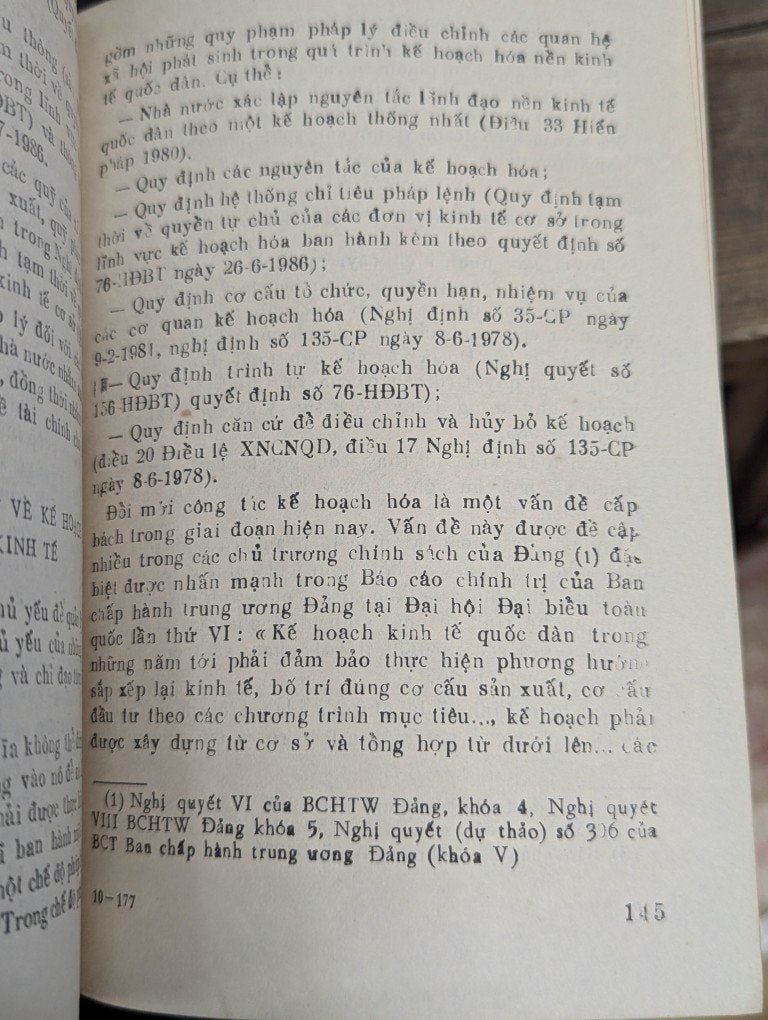 gồm những quy phạm pháp lý điều chỉnh các quan hệ
xã hội phát sinh trong quá trình kế hoạch hóa nền kinh
tế quốc dân. Cụ thể:
— Nhà nước xác lập nguyên tắc lãnh đạo nền kinh tế
quốc dân theo một kế hoạch thống nhất (Điều 33 Hiến
pháp 1980).
— Quy định các nguyên tắc của kế hoạch hóa;
— Quy định hệ thống chỉ tiêu pháp lệnh (Quy định tạm
thời về quyền tự chủ của các đơn vị kinh tế cơ sở trong
lĩnh vực kế hoạch hóa ban hành kèm theo quyết định số
76-HĐBT ngày 26-6-1986);
— Quy định cơ cấu tổ chức, quyền hạn, nhiệm vụ của
các cơ quan kế hoạch hóa (Nghị định số 35-CP ngày
9-2-1981, nghị định số 135-CP ngày 8-6-1978).
— Quy định trình tự kế hoạch hóa (Nghị quyết số
156-HĐBT) quyết định số 76-HĐBT);
— Quy định căn cứ để điều chỉnh và hủy bỏ kế hoạch
(điều 20 Điều lệ XNCNQD, điều 17 Nghị định số 135-CP
ngày 8-6-1978).
Đổi mới công tác kế hoạch hóa là một vấn đề cấp
bách trong giai đoạn hiện nay. Vấn đề này được đề cập
nhiều trong các chủ trương chính sách của Đảng (1) đặc
biệt được nhấn mạnh trong Báo cáo chính trị của Ban
chấp hành trung ương Đảng tại Đại hội Đại biểu toàn
quốc lần thứ VI: «Kế hoạch kinh tế quốc dân trong
những năm tới phải đảm bảo thực hiện phương hướng
sắp xếp lại kinh tế, bố trí đúng cơ cấu sản xuất, cơ cấu
đầu tư theo các chương trình mục tiêu..., kế hoạch phải
được xây dựng từ cơ sở và tổng hợp từ dưới lên... các
(1) Nghị quyết VI của BCHTW Đảng, khóa 4, Nghị quyết
VIII BCHTW Đảng khóa 5, Nghị quyết (dự thảo) số 306 của
BCT Ban chấp hành trung ương Đảng (khóa V)
10—177
145